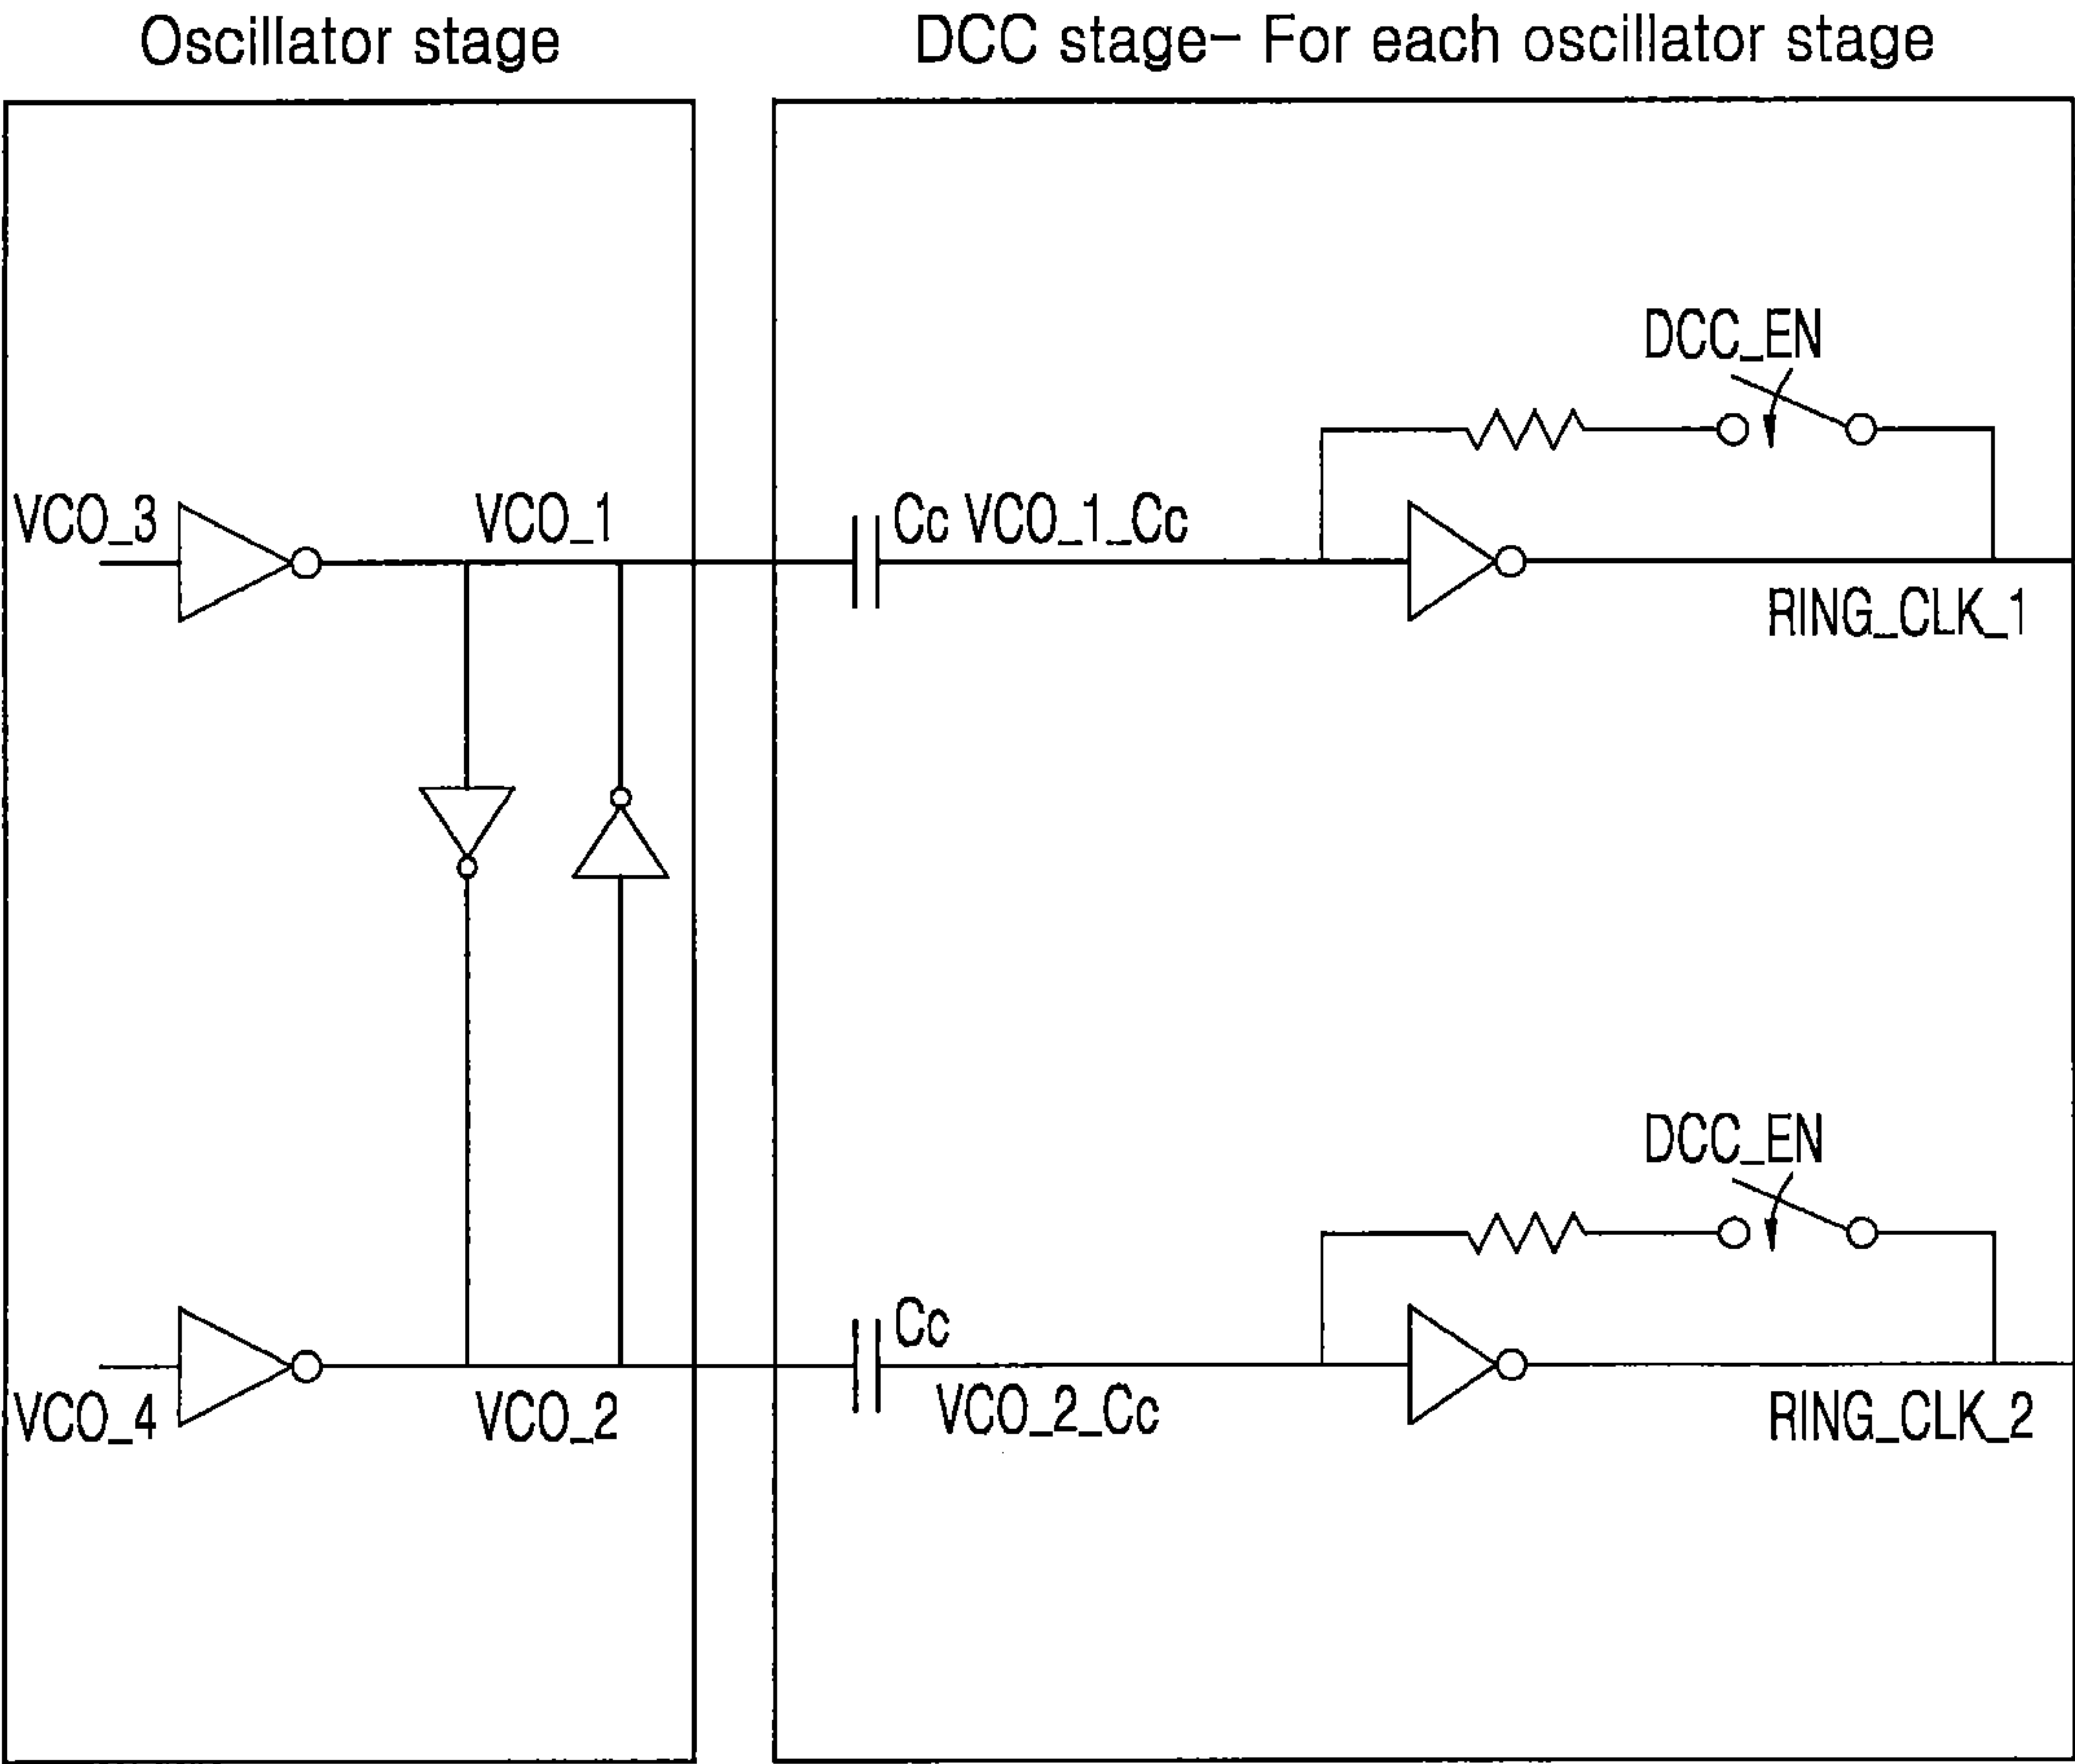 Oscillator stage
DCC stage- For each oscillator stage
DCC_EN
VCO_3
VCO_1
Cc VCO_1_Cc
RING_CLK_1
DCC_EN
Cc
VCO_4
VCO_2
VCO_2_Cc
RING_CLK_2